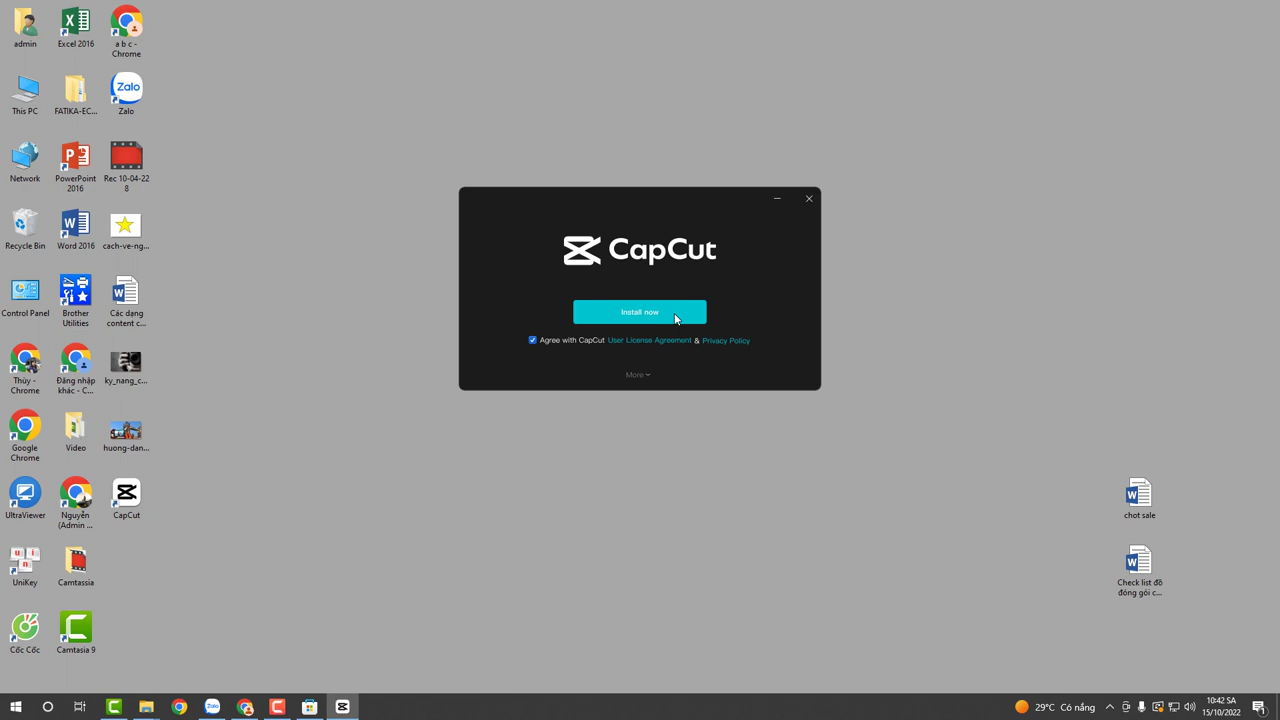 admin
Excel 2016
a b c -
Chrome
This PC
FATIKA-EC...
Zalo
Zalo
Network
PowerPoint
2016
Rec 10-04-22
8
Recycle Bin
Word 2016
cach-ve-ng...
Control Panel
Brother
Utilities
Các dạng
content c...
Thùy -
Chrome
Đăng nhập
khác - C...
ky_nang_c...
Google
Chrome
Video
huong-dan...
UltraViewer
Nguyễn
(Admin ...
CapCut
UniKey
Camtassia
Cốc Cốc
Camtasia 9
CapCut
Install now
Agree with CapCut User License Agreement & Privacy Policy
More
chot sale
Check list đồ
đóng gói c...
Zalo
29°C Có nắng
10:42 SA
15/10/2022